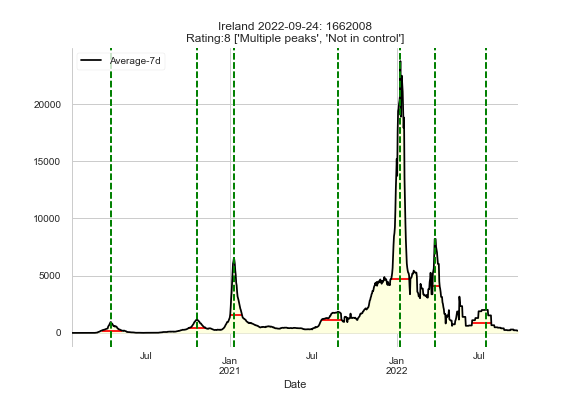 Ireland 2022-09-24: 1662008
Rating:8 ['Multiple peaks', 'Not in control']
Average-7d
20000
15000
10000
5000
0
Jul
Jan
2021
Jul
Jan
2022
Jul
Date